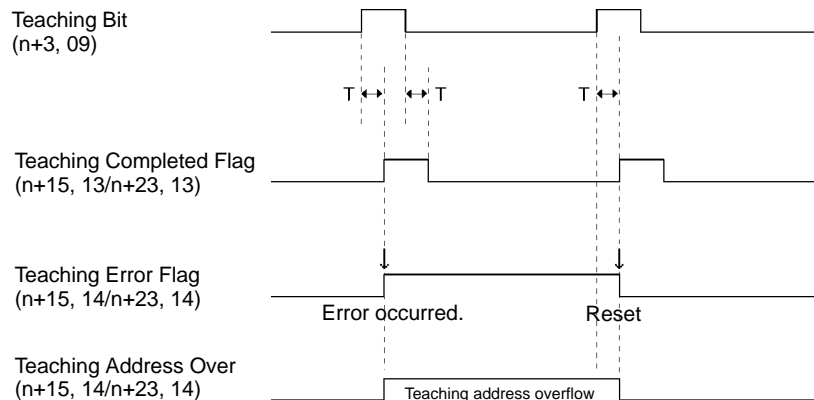 Teaching Bit
(n+3, 09)
T T T
Teaching Completed Flag
(n+15, 13/n+23, 13)
Teaching Error Flag
(n+15, 14/n+23, 14)
Error occurred. Reset
Teaching Address Over
(n+15, 14/n+23, 14)
Teaching address overflow